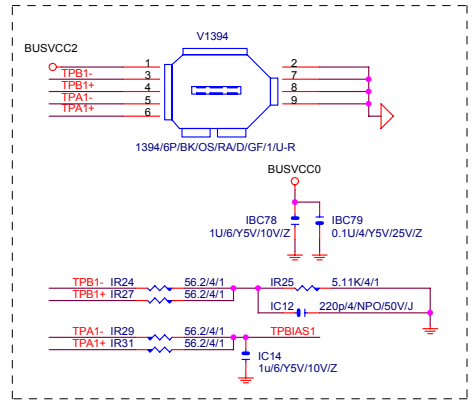 V1394
BUSVCC2
1 2
TPB1- 3 7
TPB1+ 4 8
TPA1- 5 9
TPA1+ 6
1394/6P/BK/OS/RA/D/GF/1/U-R
BUSVCC0
IBC78 IBC79
1U/6/Y5V/10V/Z 0.1U/4/Y5V/25V/Z
TPB1- IR24 56.2/4/1 IR25 5.11K/4/1
TPB1+ IR27 56.2/4/1
IC12 220p/4/NPO/50V/J
TPA1- IR29 56.2/4/1 TPBIAS1
TPA1+ IR31 56.2/4/1
IC14
1u/6/Y5V/10V/Z